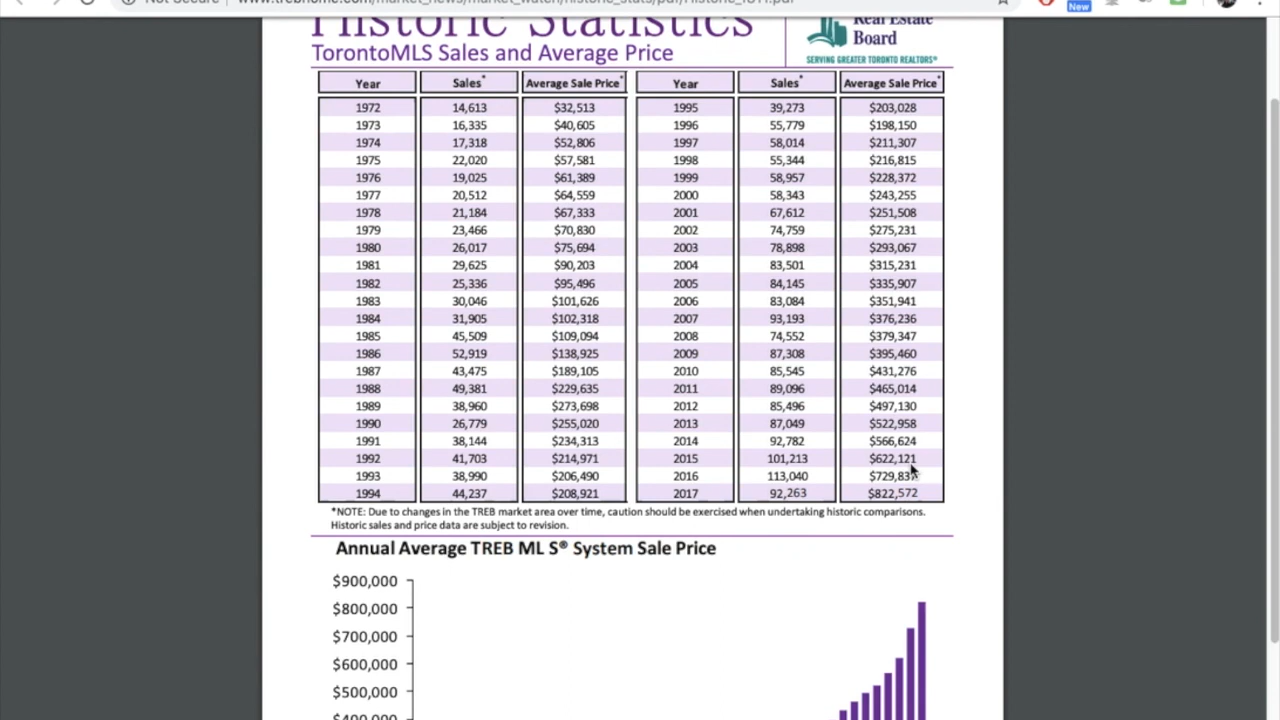 Historic Statistics
TorontoMLS Sales and Average Price
Real Estate
Board
SERVING GREATER TORONTO REALTORS®
Year Sales* Average Sale Price* Year Sales* Average Sale Price*
1972 14,613 $32,513 1995 39,273 $203,028
1973 16,335 $40,605 1996 55,779 $198,150
1974 17,318 $52,806 1997 58,014 $211,307
1975 22,020 $57,581 1998 55,344 $216,815
1976 19,025 $61,389 1999 58,957 $228,372
1977 20,512 $64,559 2000 58,343 $243,255
1978 21,184 $67,333 2001 67,612 $251,508
1979 23,466 $70,830 2002 74,759 $275,231
1980 26,017 $75,694 2003 78,898 $293,067
1981 29,625 $90,203 2004 83,501 $315,231
1982 25,336 $95,496 2005 84,145 $335,907
1983 30,046 $101,626 2006 83,084 $351,941
1984 31,905 $102,318 2007 93,193 $376,236
1985 45,509 $109,094 2008 74,552 $379,347
1986 52,919 $138,925 2009 87,308 $395,460
1987 43,475 $189,105 2010 85,545 $431,276
1988 49,381 $229,635 2011 89,096 $465,014
1989 38,960 $273,698 2012 85,496 $497,130
1990 26,779 $255,020 2013 87,049 $522,958
1991 38,144 $234,313 2014 92,782 $566,624
1992 41,703 $214,971 2015 101,213 $622,121
1993 38,990 $206,490 2016 113,040
1994 44,237 $208,921 2017 92,263 $822,572
*NOTE: Due to changes in the TREB market area over time, caution should be exercised when undertaking historic comparisons.
Historic sales and price data are subject to revision.
Annual Average TREB ML S® System Sale Price
$900,000
$800,000
$700,000
$600,000
$500,000
$400,000
New